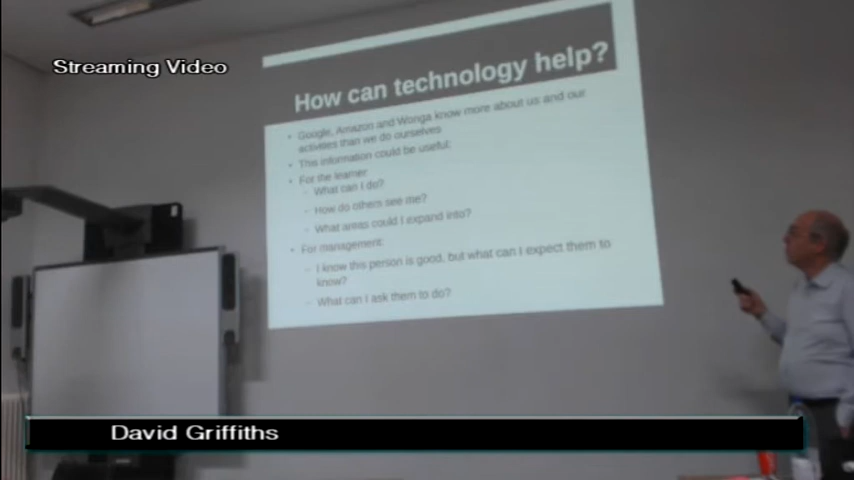 Streaming Video
How can technology help?
Google, Amazon and Wonga know more about us and our
activities than we do ourselves
This information could be useful:
For the learner
What can I do?
How do others see me?
What areas could I expand into?
For management:
I know this person is good, but what can I expect them to
know?
What can I ask them to do?
David Griffiths